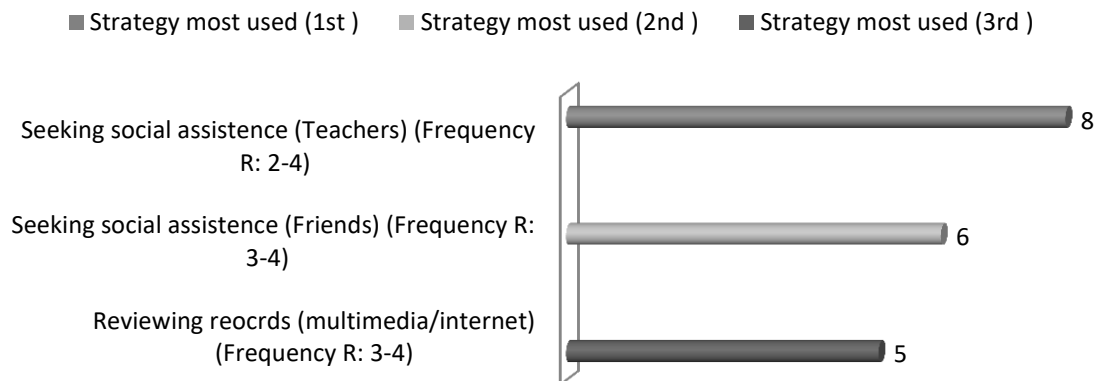 Strategy most used (1st ) Strategy most used (2nd ) Strategy most used (3rd )
Seeking social assistence (Teachers) (Frequency
R: 2-4)
8
Seeking social assistence (Friends) (Frequency R:
3-4)
6
Reviewing reocrds (multimedia/internet)
(Frequency R: 3-4)
5